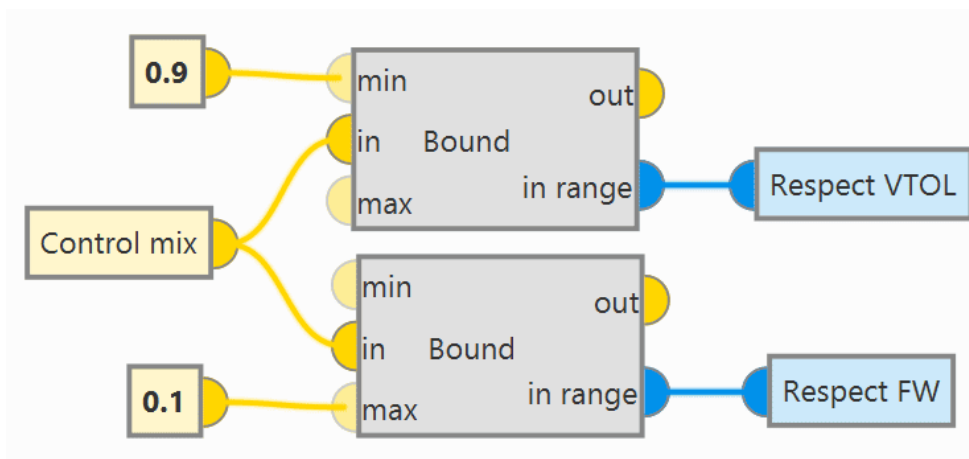 0.9
min
out
in
Bound
in range
max
Respect VTOL
Control mix
min
out
in
Bound
in range
max
0.1
Respect FW